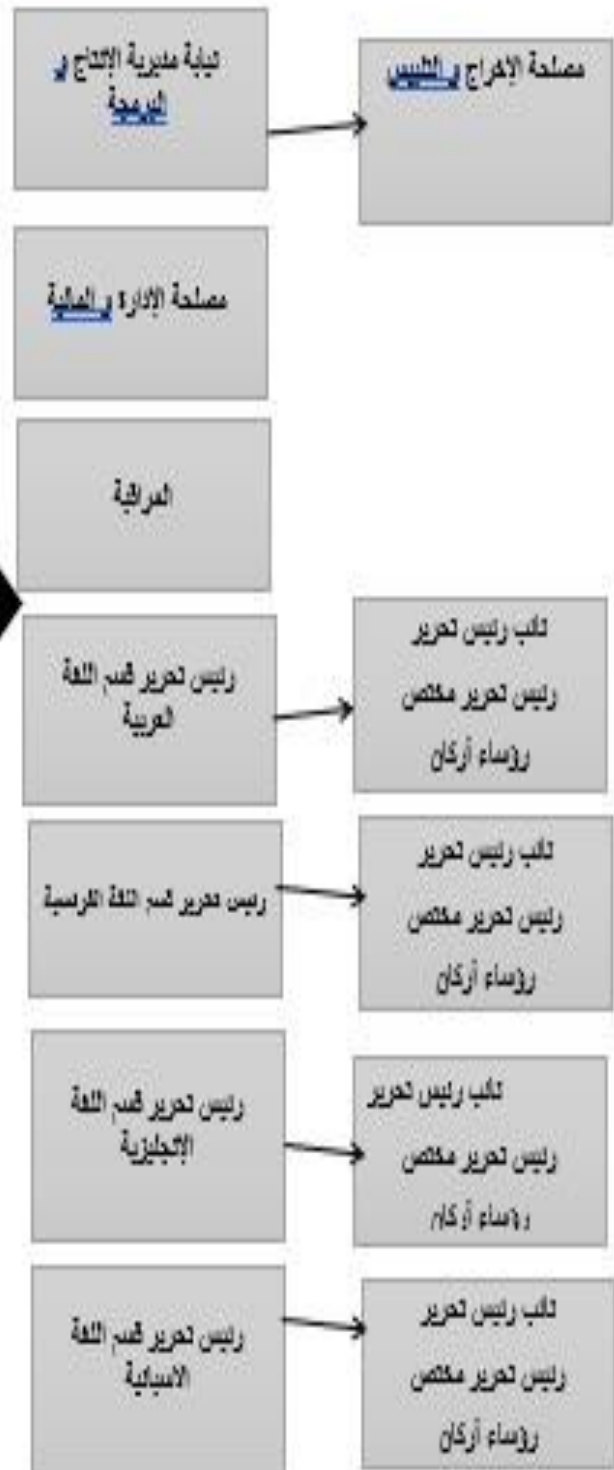 نيابة مديرية الإنتاج و
البرمجة
مصلحة الإخراج و التلبيس
مصلحة الإدارة و المالية
المراقبة
رئيس تحرير قسم اللغة
العربية
نائب رئيس تحرير
رئيس تحرير مختص
رؤساء أركان
رئيس تحرير قسم اللغة الفرنسية
نائب رئيس تحرير
رئيس تحرير مختص
رؤساء أركان
رئيس تحرير قسم اللغة
الإنجليزية
نائب رئيس تحرير
رئيس تحرير مختص
رؤساء أركان
رئيس تحرير قسم اللغة
الاسبانية
نائب رئيس تحرير
رئيس تحرير مختص
رؤساء أركان